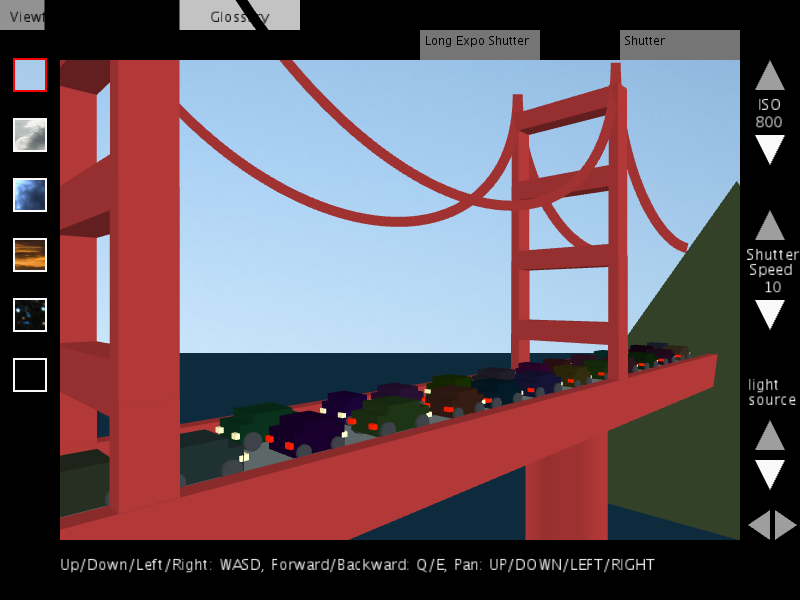 Glossary
Long Expo Shutter
Shutter
ISO
800
Shutter
Speed
10
light
source
Up/Down/Left/Right: WASD, Forward/Backward: Q/E, Pan: UP/DOWN/LEFT/RIGHT